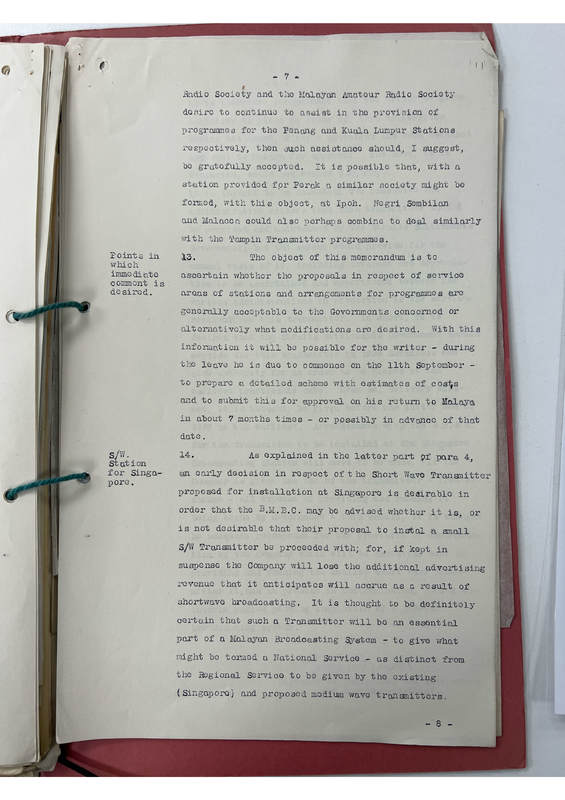 - 7 -
Radio Society and the Malayan Amateur Radio Society
desire to continue to assist in the provision of
programmes for the Penang and Kuala Lumpur Stations
respectively, then such assistance should, I suggest,
be gratefully accepted. It is possible that, with a
station provided for Perak a similar society might be
formed, with this object, at Ipoh. Negri Sembilan
and Malacca could also perhaps combine to deal similarly
with the Tampin Transmitter programmes.
Points in
which
immediate
comment is
desired.
13. The object of this memorandum is to
ascertain whether the proposals in respect of service
areas of stations and arrangements for programmes are
generally acceptable to the Governments concerned or
alternatively what modifications are desired. With this
information it will be possible for the writer - during
the leave he is due to commence on the 11th September -
to prepare a detailed scheme with estimates of costs
and to submit this for approval on his return to Malaya
in about 7 months times - or possibly in advance of that
date.
S/W.
Station
for Singa-
pore.
14. As explained in the latter part of para 4,
an early decision in respect of the Short Wave Transmitter
proposed for installation at Singapore is desirable in
order that the B.M.B.C. may be advised whether it is, or
is not desirable that their proposal to instal a small
S/W Transmitter be proceeded with; for, if kept in
suspense the Company will lose the additional advertising
revenue that it anticipates will accrue as a result of
shortwave broadcasting. It is thought to be definitely
certain that such a Transmitter will be an essential
part of a Malayan Broadcasting System - to give what
might be termed a National Service - as distinct from
the Regional Service to be given by the existing
(Singapore) and proposed medium wave transmitters.
- 8 -